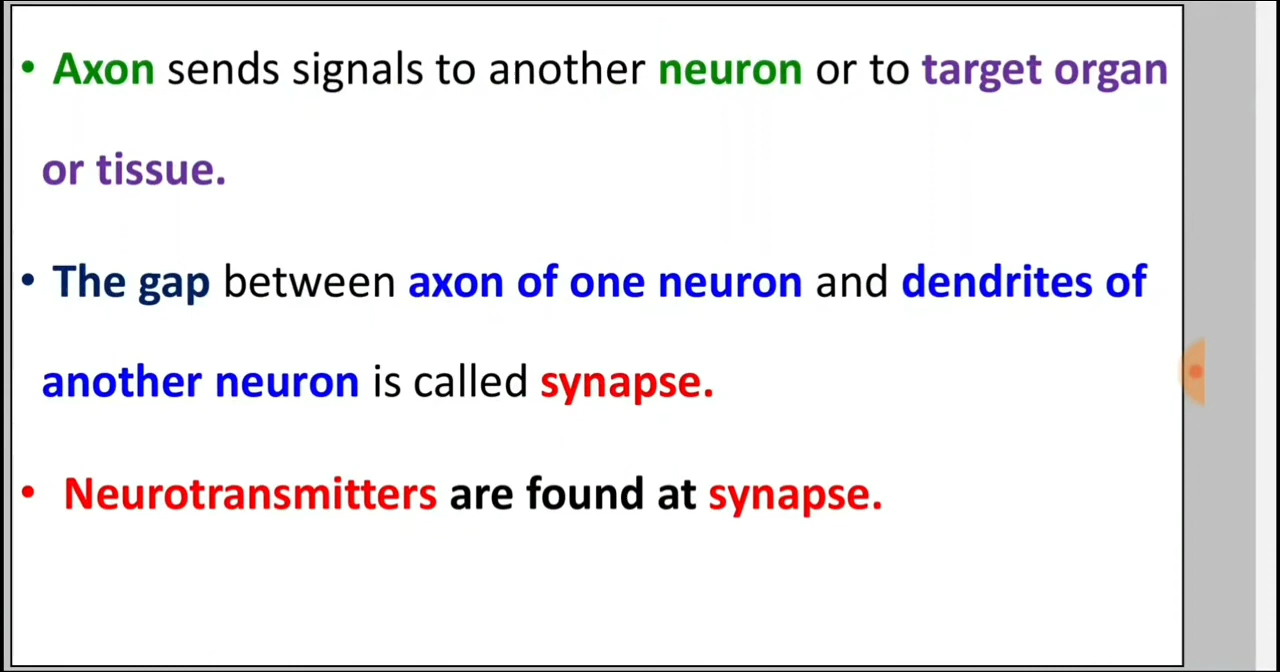 • Axon sends signals to another neuron or to target organ
or tissue.
• The gap between axon of one neuron and dendrites of
another neuron is called synapse.
• Neurotransmitters are found at synapse.